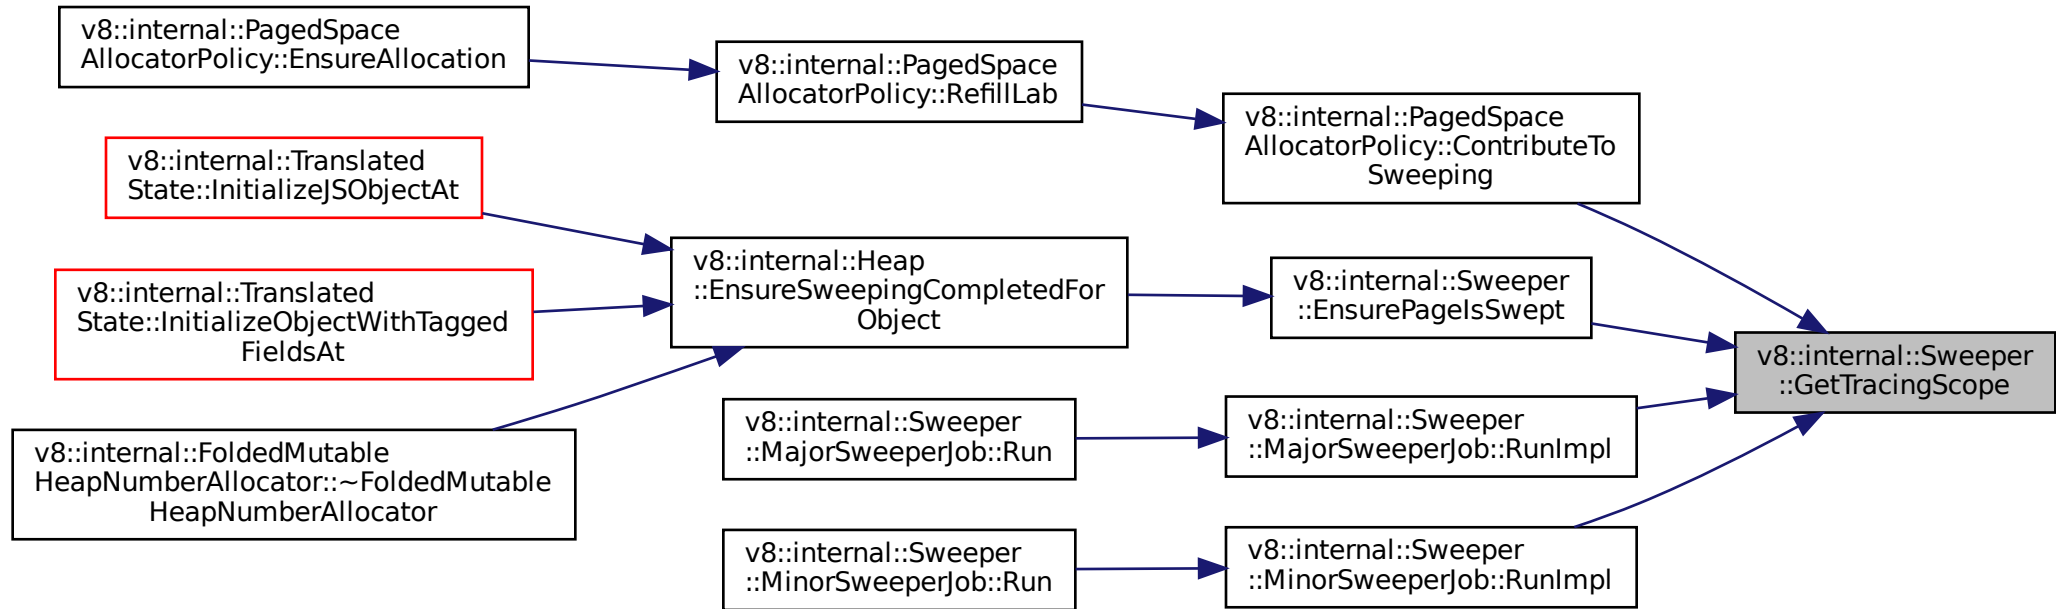 v8::internal::PagedSpace
AllocatorPolicy::EnsureAllocation
v8::internal::PagedSpace
AllocatorPolicy::RefillLab
v8::internal::PagedSpace
AllocatorPolicy::ContributeTo
Sweeping
v8::internal::Translated
State::InitializeJSObjectAt
v8::internal::Heap
::EnsureSweepingCompletedFor
Object
v8::internal::Sweeper
::EnsurePageIsSwept
v8::internal::Translated
State::InitializeObjectWithTagged
FieldsAt
v8::internal::Sweeper
::GetTracingScope
v8::internal::FoldedMutable
HeapNumberAllocator::~FoldedMutable
HeapNumberAllocator
v8::internal::Sweeper
::MajorSweeperJob::Run
v8::internal::Sweeper
::MajorSweeperJob::RunImpl
v8::internal::Sweeper
::MinorSweeperJob::Run
v8::internal::Sweeper
::MinorSweeperJob::RunImpl